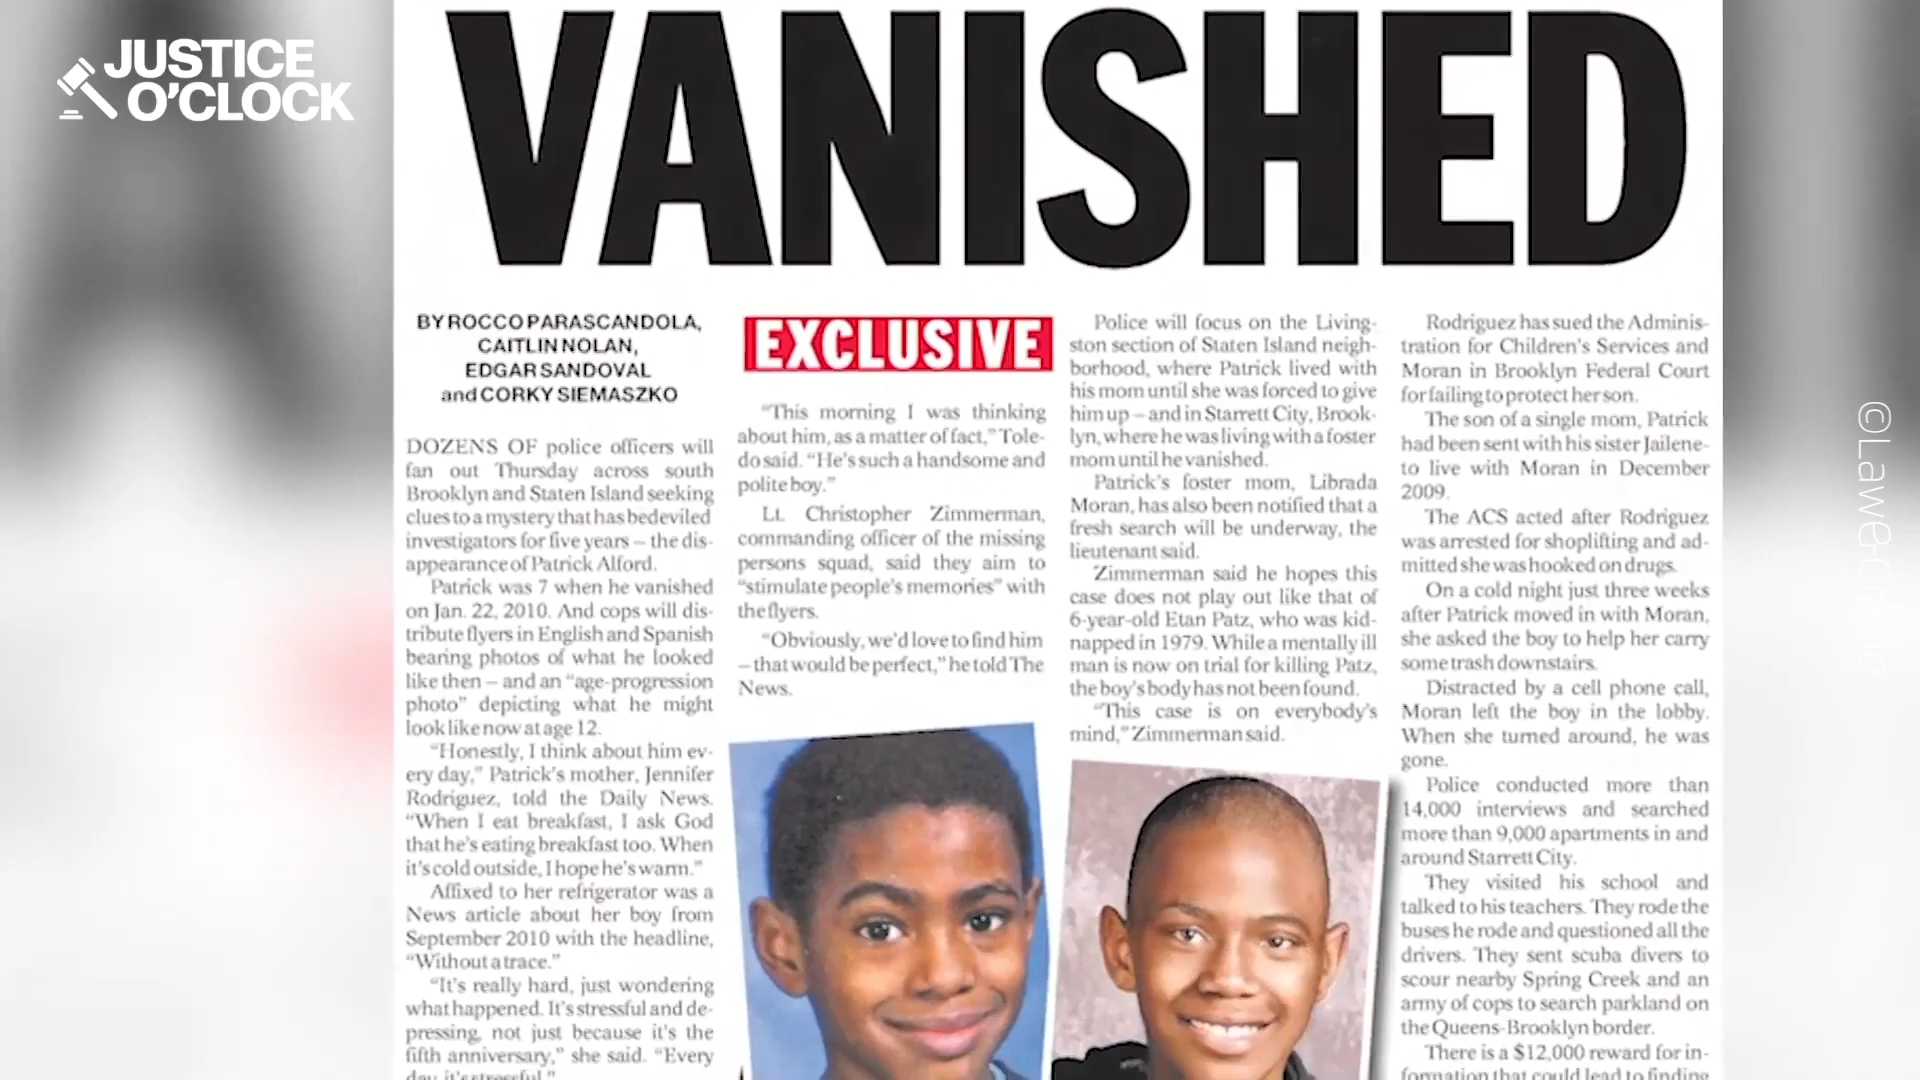 JUSTICE
O'CLOCK
VANISHED
BY ROCCO PARASCANDOLA,
CAITLIN NOLAN,
EDGAR SANDOVAL
and CORKY SIEMASZKO
DOZENS OF police officers will
fan out Thursday across south
Brooklyn and Staten Island seeking
clues to a mystery that has bedeviled
investigators for five years – the dis-
appearance of Patrick Alford.
Patrick was 7 when he vanished
on Jan. 22, 2010. And cops will dis-
tribute flyers in English and Spanish
bearing photos of what he looked
like then – and an “age-progression
photo” depicting what he might
look like now at age 12.
“Honestly, I think about him ev-
ery day,” Patrick's mother, Jennifer
Rodriguez, told the Daily News.
“When I eat breakfast, I ask God
that he's eating breakfast too. When
it's cold outside, I hope he's warm.”
Affixed to her refrigerator was a
News article about her boy from
September 2010 with the headline,
“Without a trace.”
“It's really hard, just wondering
what happened. It's stressful and de-
pressing, not just because it's the
fifth anniversary,” she said. “Every
day it's stressful.”
EXCLUSIVE
“This morning I was thinking
about him, as a matter of fact,” Tole-
do said. “He's such a handsome and
polite boy.”
Lt. Christopher Zimmerman,
commanding officer of the missing
persons squad, said they aim to
“stimulate people's memories” with
the flyers.
“Obviously, we'd love to find him
– that would be perfect,” he told The
News.
Police will focus on the Living-
ston section of Staten Island neigh-
borhood, where Patrick lived with
his mom until she was forced to give
him up – and in Starrett City, Brook-
lyn, where he was living with a foster
mom until he vanished.
Patrick's foster mom, Librada
Moran, has also been notified that a
fresh search will be underway, the
lieutenant said.
Zimmerman said he hopes this
case does not play out like that of
6-year-old Etan Patz, who was kid-
napped in 1979. While a mentally ill
man is now on trial for killing Patz,
the boy's body has not been found.
“This case is on everybody's
mind,” Zimmerman said.
Rodriguez has sued the Adminis-
tration for Children's Services and
Moran in Brooklyn Federal Court
for failing to protect her son.
The son of a single mom, Patrick
had been sent with his sister Jailene
to live with Moran in December
2009.
The ACS acted after Rodriguez
was arrested for shoplifting and ad-
mitted she was hooked on drugs.
On a cold night just three weeks
after Patrick moved in with Moran,
she asked the boy to help her carry
some trash downstairs.
Distracted by a cell phone call,
Moran left the boy in the lobby.
When she turned around, he was
gone.
Police conducted more than
14,000 interviews and searched
more than 9,000 apartments in and
around Starrett City.
They visited his school and
talked to his teachers. They rode the
buses he rode and questioned all the
drivers. They sent scuba divers to
scour nearby Spring Creek and an
army of cops to search parkland on
the Queens-Brooklyn border.
There is a $12,000 reward for in-
formation that could lead to finding
©Law&Crime